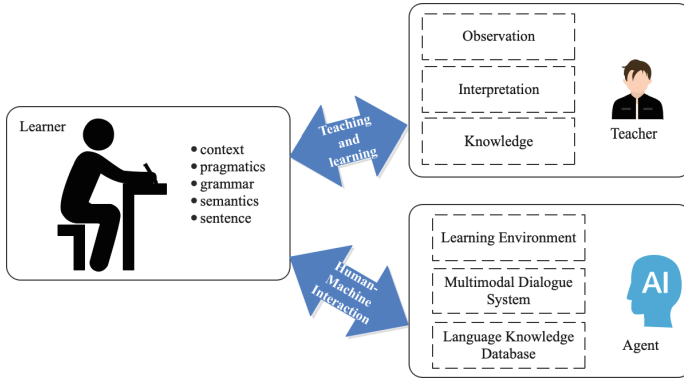 Learner
• context
• pragmatics
• grammar
• semantics
• sentence
Teaching
and
learning
Human-
Machine
Interaction
Observation
Interpretation
Knowledge
Teacher
Learning Environment
Multimodal Dialogue
System
Language Knowledge
Database
AI
Agent